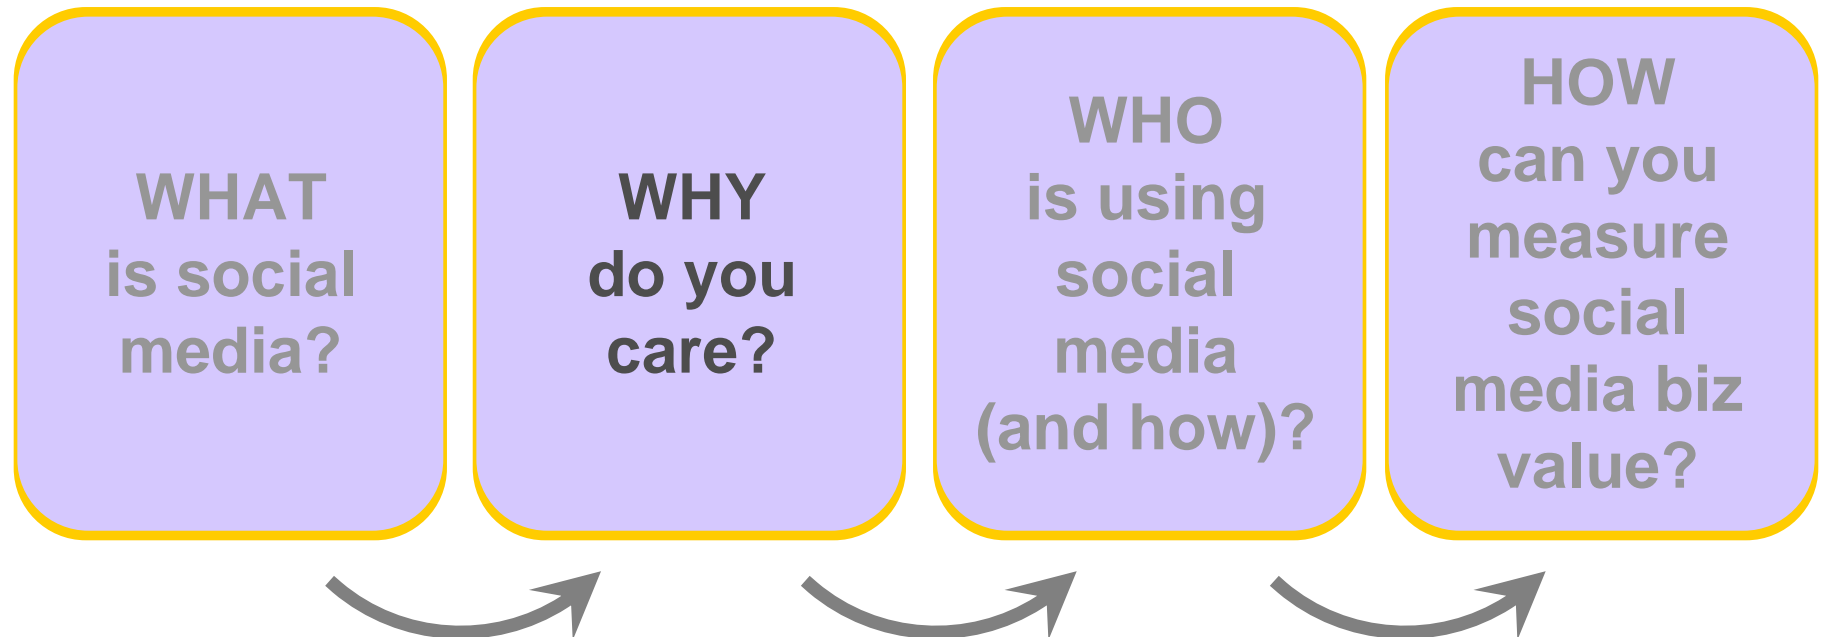 WHAT
is social
media?
WHY
do you
care?
WHO
is using
social
media
(and how)?
HOW
can you
measure
social
media biz
value?